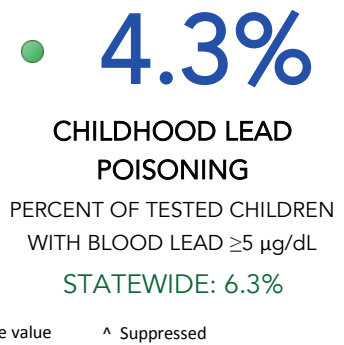 4.3%
CHILDHOOD LEAD
POISONING
PERCENT OF TESTED CHILDREN
WITH BLOOD LEAD ≥5 µg/dL
STATEWIDE: 6.3%
e value ^ Suppressed